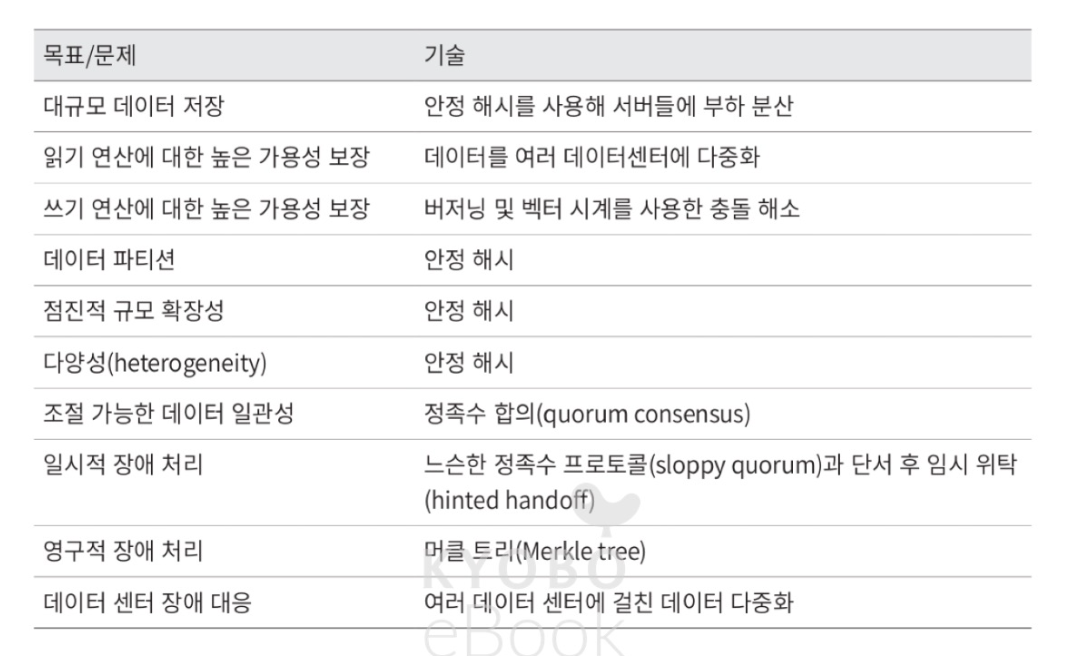 목표/문제 기술
대규모 데이터 저장 안정 해시를 사용해 서버들에 부하 분산
읽기 연산에 대한 높은 가용성 보장 데이터를 여러 데이터센터에 다중화
쓰기 연산에 대한 높은 가용성 보장 버저닝 및 벡터 시계를 사용한 충돌 해소
데이터 파티션 안정 해시
점진적 규모 확장성 안정 해시
다양성(heterogeneity) 안정 해시
조절 가능한 데이터 일관성 정족수 합의(quorum consensus)
일시적 장애 처리 느슨한 정족수 프로토콜(sloppy quorum)과 단서 후 임시 위탁
(hinted handoff)
영구적 장애 처리 머클 트리(Merkle tree)
KYOBO
데이터 센터 장애 대응 여러 데이터 센터에 걸친 데이터 다중화
eBook